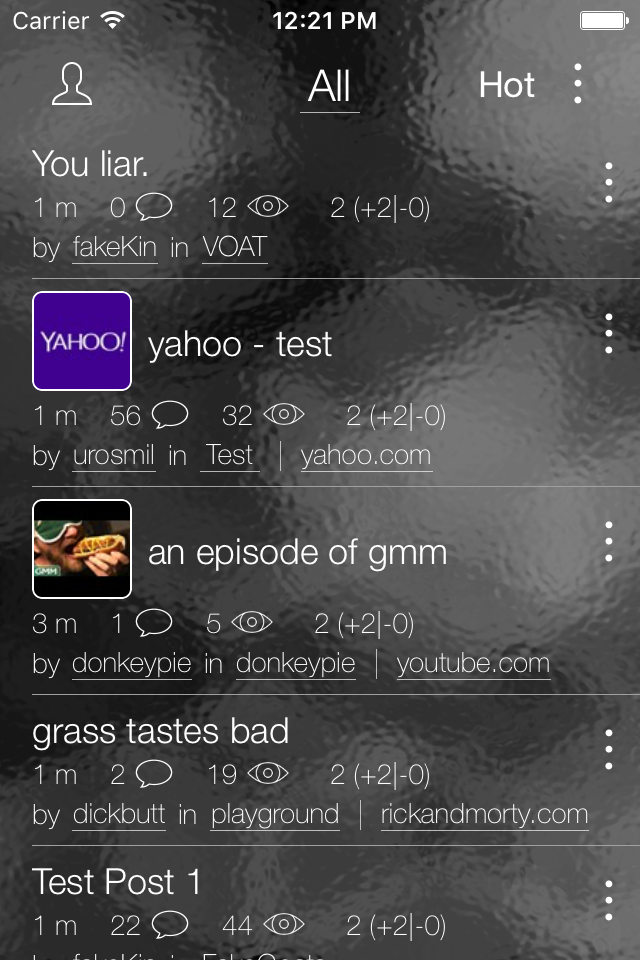 Carrier 12:21 PM
All Hot
You liar.
1 m 0 12 2 (+2|-0)
by fakeKin in VOAT
YAHOO!
yahoo - test
1 m 56 32 2 (+2|-0)
by urosmil in Test | yahoo.com
GMM
an episode of gmm
3 m 1 5 2 (+2|-0)
by donkeypie in donkeypie | youtube.com
grass tastes bad
1 m 2 19 2 (+2|-0)
by dickbutt in playground | rickandmorty.com
Test Post 1
1 m 22 44 2 (+2|-0)
by fakeKin in